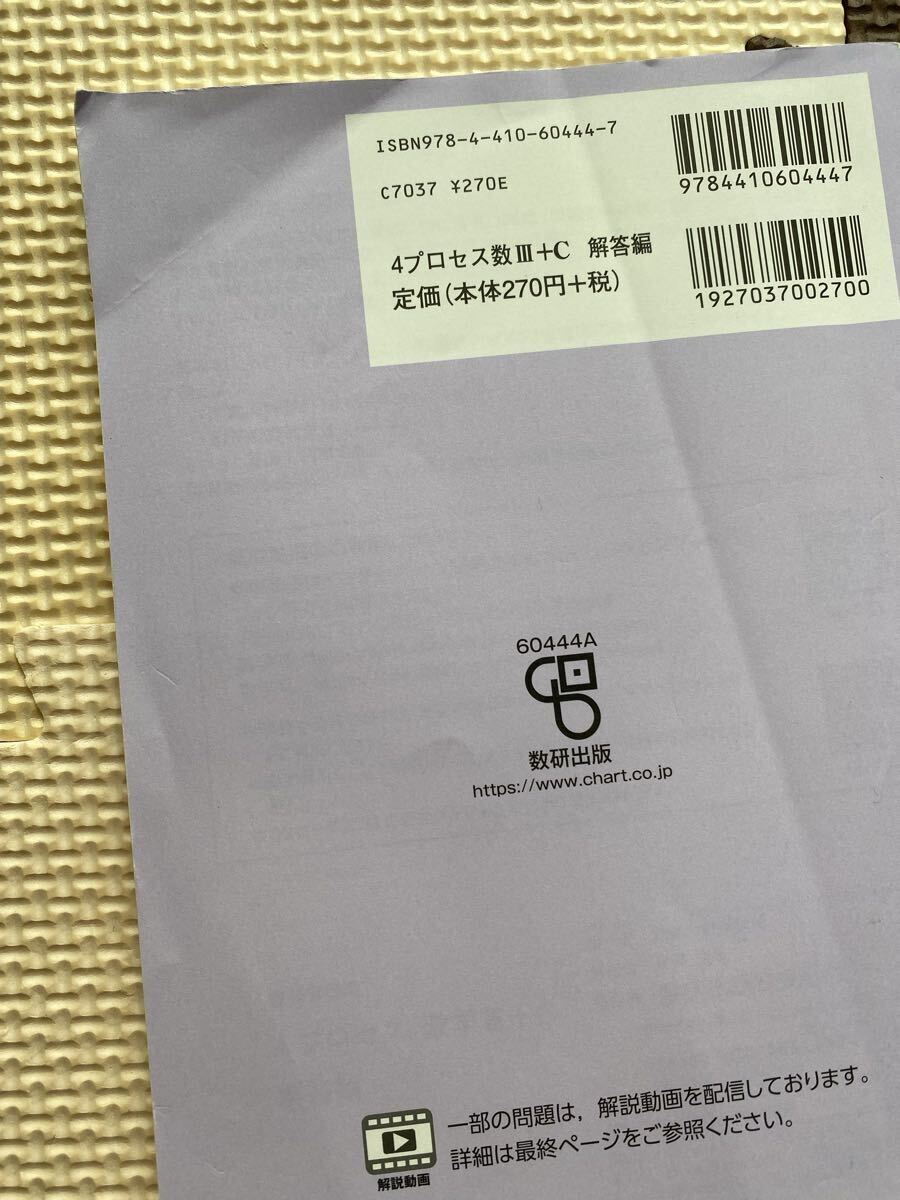 ISBN978-4-410-60444-7
C7037 ¥270E
9784410604447
4プロセス数Ⅲ+C 解答編
定価(本体270円+税)
1927037002700
60444A
数研出版
https://www.chart.co.jp
一部の問題は，解説動画を配信しております。
詳細は最終ページをご参照ください。
解説動画